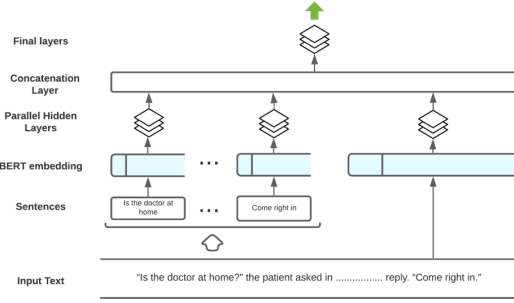 Final layers
Concatenation
Layer
Parallel Hidden
Layers
BERT embedding
...
Sentences
Is the doctor at
home
...
Come right in
Input Text
“Is the doctor at home?” the patient asked in ................. reply. “Come right in.”